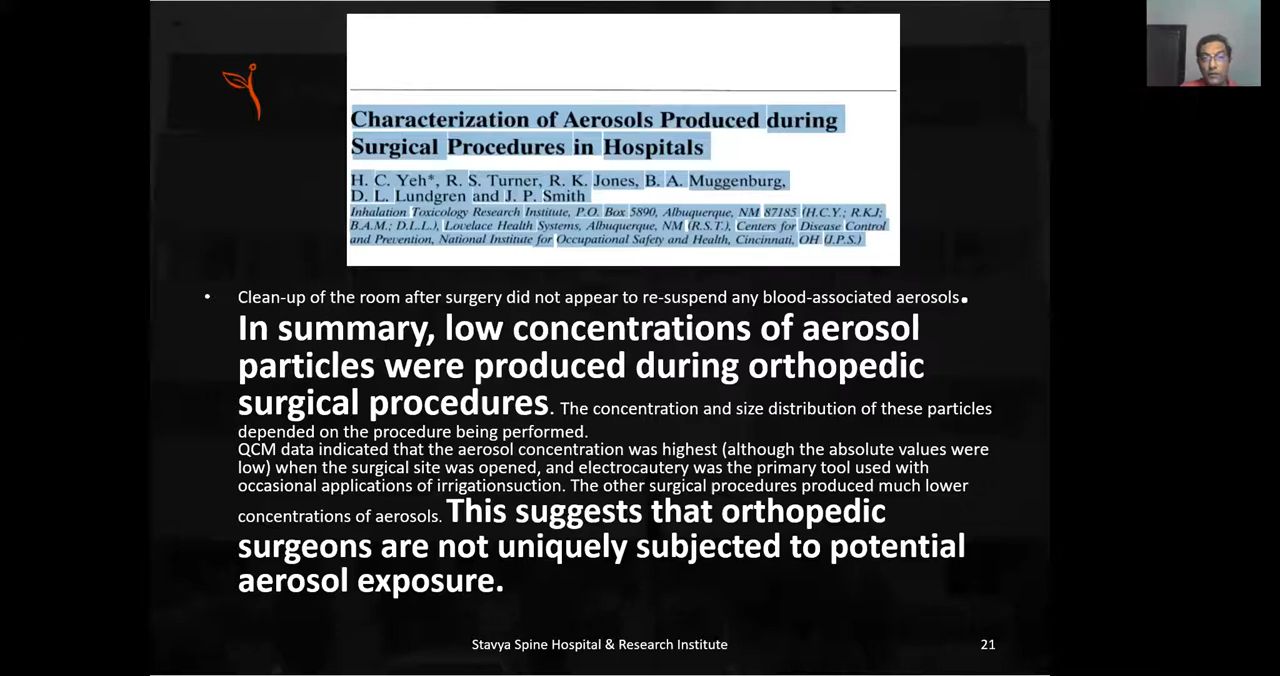 Characterization of Aerosols Produced during
Surgical Procedures in Hospitals
H. C. Yeh*, R. S. Turner, R. K. Jones, B. A. Muggenburg,
D. L. Lundgren and J. P. Smith
Inhalation Toxicology Research Institute, P.O. Box 5890, Albuquerque, NM 87185 (H.C.Y.; R.KJ;
B.A.M.; D.L.L.), Lovelace Health Systems, Albuquerque, NM (R.S.T.), Centers for Disease Control
and Prevention, National Institute for Occupational Safety and Health, Cincinnati, OH (J.P.S.)
• Clean-up of the room after surgery did not appear to re-suspend any blood-associated aerosols.
In summary, low concentrations of aerosol
particles were produced during orthopedic
surgical procedures. The concentration and size distribution of these particles
depended on the procedure being performed.
QCM data indicated that the aerosol concentration was highest (although the absolute values were
low) when the surgical site was opened, and electrocautery was the primary tool used with
occasional applications of irrigationsuction. The other surgical procedures produced much lower
concentrations of aerosols. This suggests that orthopedic
surgeons are not uniquely subjected to potential
aerosol exposure.
Stavya Spine Hospital & Research Institute
21